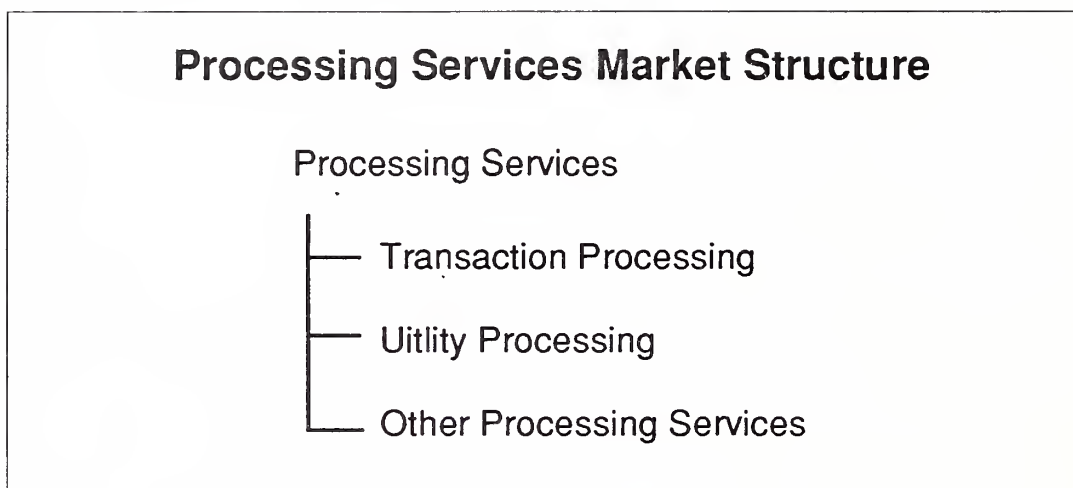 Processing Services Market Structure
Processing Services
Transaction Processing
Uitlity Processing
Other Processing Services